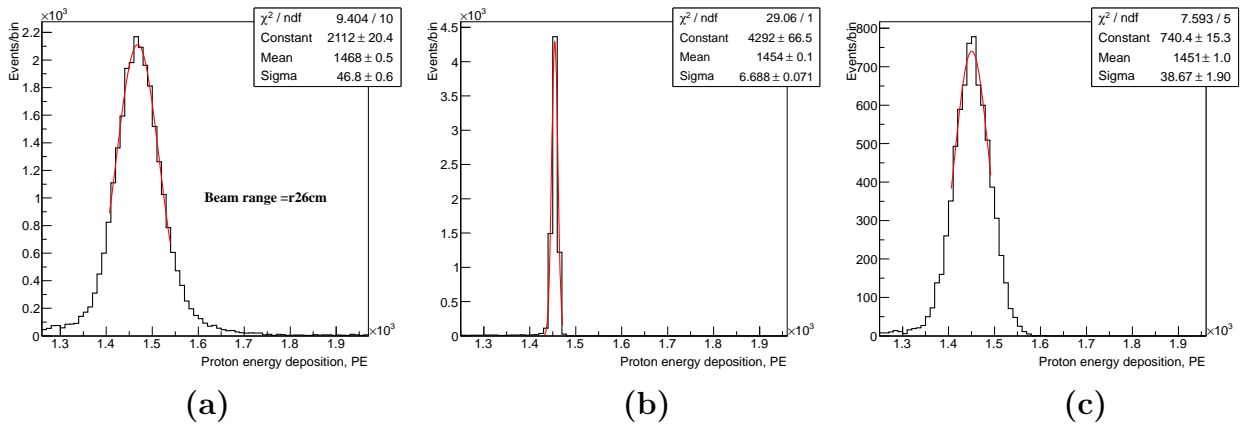 χ² / ndf 9.404 / 10
Constant 2112 ± 20.4
Mean 1468 ± 0.5
Sigma 46.8 ± 0.6
×10³
Events/bin
2.2
2
1.8
1.6
1.4
1.2
1
0.8
0.6
0.4
0.2
0
Beam range =r26cm
1.3 1.4 1.5 1.6 1.7 1.8 1.9
×10³
Proton energy deposition, PE
(a)
χ² / ndf 29.06 / 1
Constant 4292 ± 66.5
Mean 1454 ± 0.1
Sigma 6.688 ± 0.071
×10³
Events/bin
4.5
4
3.5
3
2.5
2
1.5
1
0.5
0
1.3 1.4 1.5 1.6 1.7 1.8 1.9
×10³
Proton energy deposition, PE
(b)
χ² / ndf 7.593 / 5
Constant 740.4 ± 15.3
Mean 1451 ± 1.0
Sigma 38.67 ± 1.90
Events/bin
800
700
600
500
400
300
200
100
0
1.3 1.4 1.5 1.6 1.7 1.8 1.9
×10³
Proton energy deposition, PE
(c)